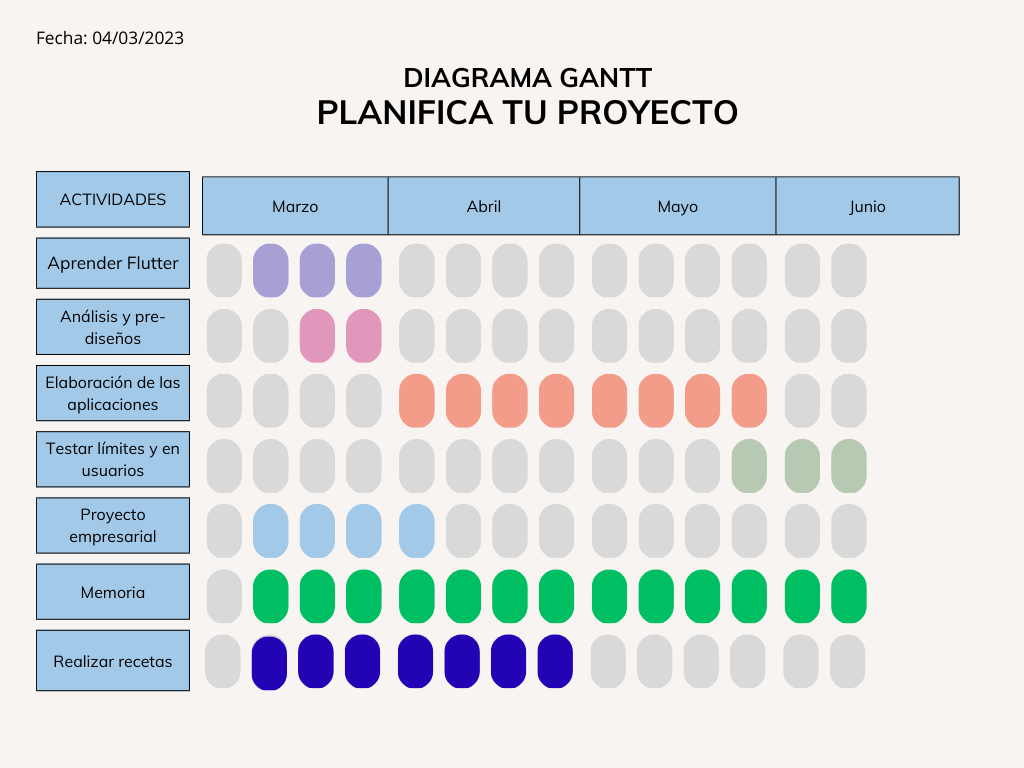 Fecha: 04/03/2023
DIAGRAMA GANTT
PLANIFICA TU PROYECTO
ACTIVIDADES
Marzo
Abril
Mayo
Junio
Aprender Flutter
Análisis y pre-
diseños
Elaboración de las
aplicaciones
Testar límites y en
usuarios
Proyecto
empresarial
Memoria
Realizar recetas